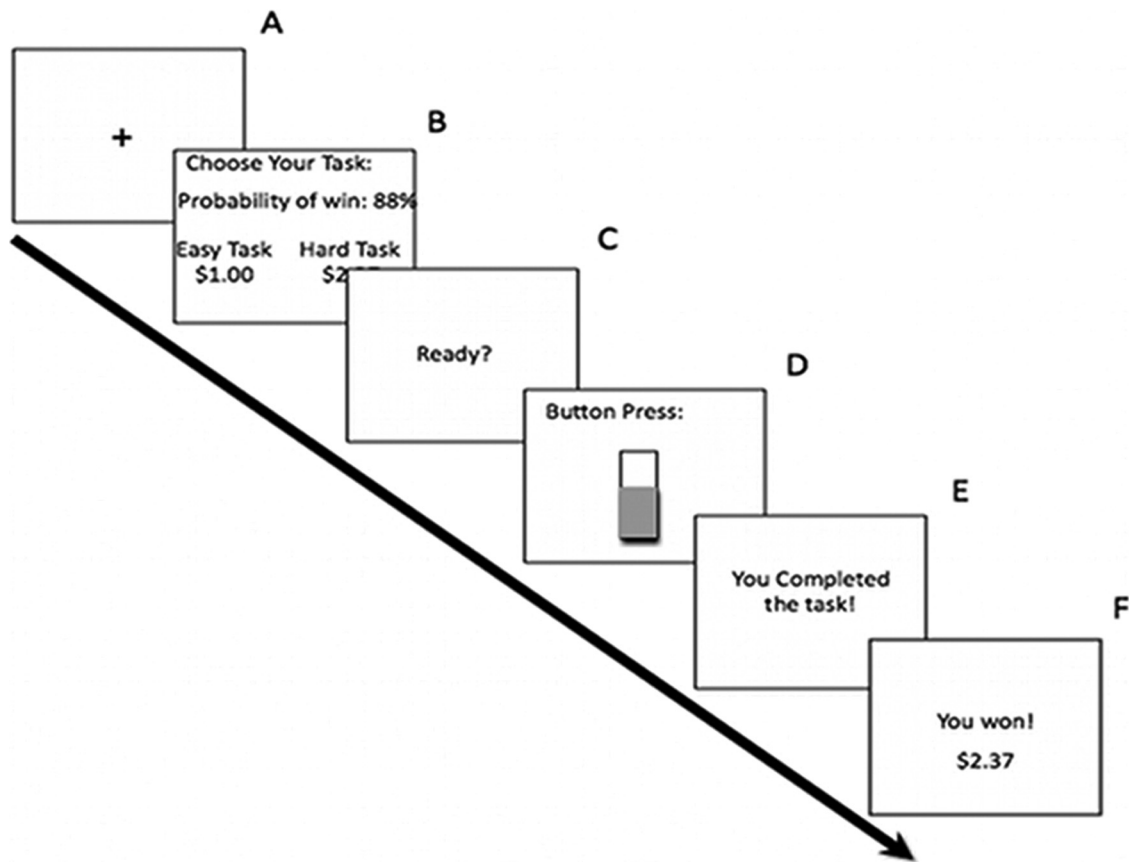 A
+
B
Choose Your Task:
Probability of win: 88%
Easy Task Hard Task
$1.00
C
Ready?
D
Button Press:
E
You Completed
the task!
F
You won!
$2.37